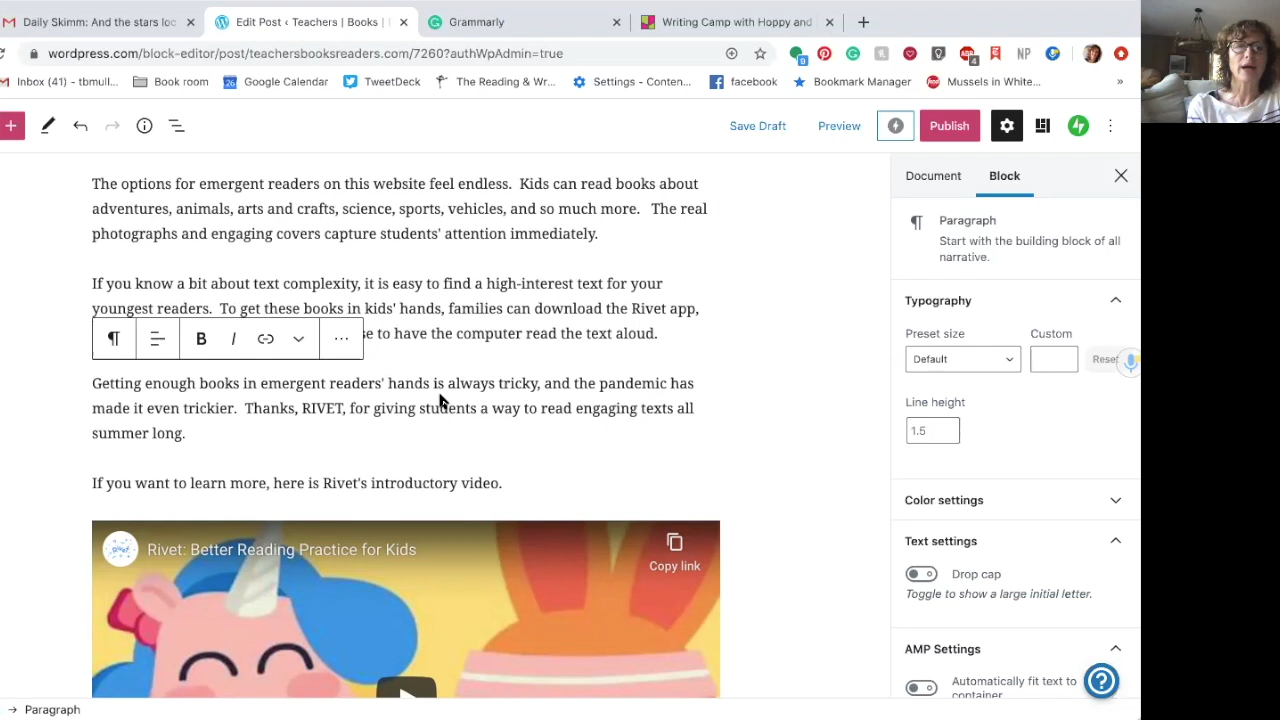 Daily Skimm: And the stars loc
Edit Post ‹ Teachers | Books |
Grammarly
Writing Camp with Hoppy and
wordpress.com/block-editor/post/teachersbooksreaders.com/7260?authWpAdmin=true
Inbox (41) - tbmull...
Book room
26
Google Calendar
TweetDeck
The Reading & Wr...
Settings - Conten...
facebook
Bookmark Manager
Mussels in White...
»
Save Draft
Preview
Publish
The options for emergent readers on this website feel endless. Kids can read books about
adventures, animals, arts and crafts, science, sports, vehicles, and so much more. The real
photographs and engaging covers capture students' attention immediately.
If you know a bit about text complexity, it is easy to find a high-interest text for your
youngest readers. To get these books in kids' hands, families can download the Rivet app,
se to have the computer read the text aloud.
B
I
Getting enough books in emergent readers' hands is always tricky, and the pandemic has
made it even trickier. Thanks, RIVET, for giving students a way to read engaging texts all
summer long.
If you want to learn more, here is Rivet's introductory video.
Rivet
Rivet: Better Reading Practice for Kids
Copy link
Document
Block
Paragraph
Start with the building block of all
narrative.
Typography
Preset size
Custom
Default
Reset
Line height
1.5
Color settings
Text settings
Drop cap
Toggle to show a large initial letter.
AMP Settings
Automatically fit text to
container
→ Paragraph